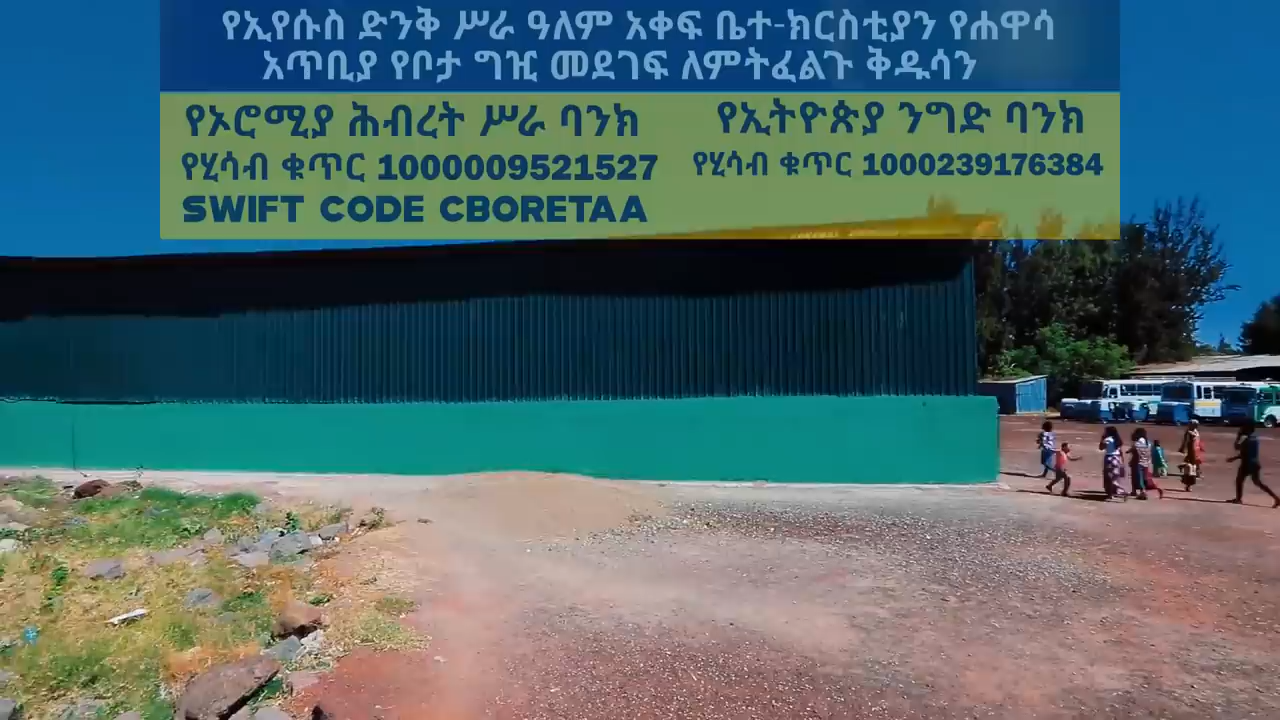 የኢየሱስ ድንቅ ሥራ ዓለም አቀፍ ቤተ-ክርስቲያን የሐዋሳ
አጥቢያ የቦታ ግዢ መደገፍ ለምትፈልጉ ቅዱሳን
የኦሮሚያ ሕብረት ሥራ ባንክ
የሂሳብ ቁጥር 1000009521527
SWIFT CODE CBORETAA
የኢትዮጵያ ንግድ ባንክ
የሂሳብ ቁጥር 1000239176384